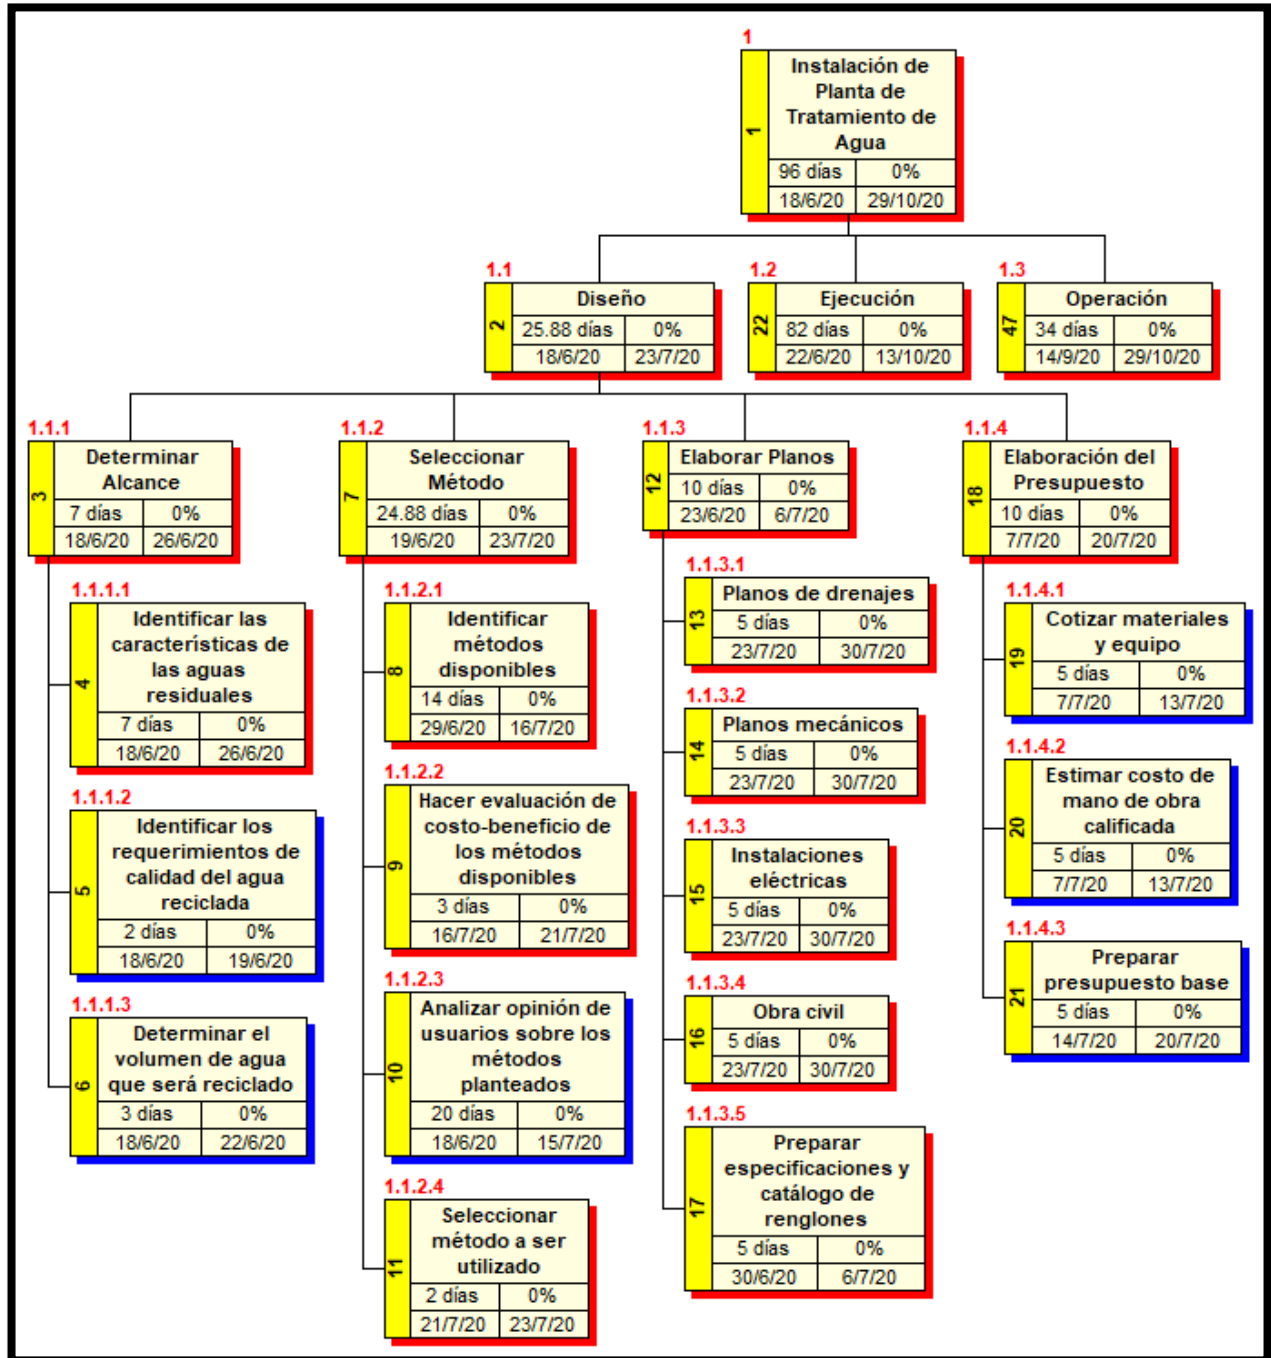 1
1
Instalación de
Planta de
Tratamiento de
Agua
96 días 0%
18/6/20 29/10/20
1.1
2
Diseño
25.88 días 0%
18/6/20 23/7/20
1.2
22
Ejecución
82 días 0%
22/6/20 13/10/20
1.3
47
Operación
34 días 0%
14/9/20 29/10/20
1.1.1
3
Determinar
Alcance
7 días 0%
18/6/20 26/6/20
1.1.1.1
4
Identificar las
características de
las aguas
residuales
7 días 0%
18/6/20 26/6/20
1.1.1.2
5
Identificar los
requerimientos de
calidad del agua
reciclada
2 días 0%
18/6/20 19/6/20
1.1.1.3
6
Determinar el
volumen de agua
que será reciclado
3 días 0%
18/6/20 22/6/20
1.1.2
7
Seleccionar
Método
24.88 días 0%
19/6/20 23/7/20
1.1.2.1
8
Identificar
métodos
disponibles
14 días 0%
29/6/20 16/7/20
1.1.2.2
9
Hacer evaluación de
costo-beneficio de
los métodos
disponibles
3 días 0%
16/7/20 21/7/20
1.1.2.3
10
Analizar opinión de
usuarios sobre los
métodos
planteados
20 días 0%
18/6/20 15/7/20
1.1.2.4
11
Seleccionar
método a ser
utilizado
2 días 0%
21/7/20 23/7/20
1.1.3
12
Elaborar Planos
10 días 0%
23/6/20 6/7/20
1.1.3.1
13
Planos de drenajes
5 días 0%
23/7/20 30/7/20
1.1.3.2
14
Planos mecánicos
5 días 0%
23/7/20 30/7/20
1.1.3.3
15
Instalaciones
eléctricas
5 días 0%
23/7/20 30/7/20
1.1.3.4
16
Obra civil
5 días 0%
23/7/20 30/7/20
1.1.3.5
17
Preparar
especificaciones y
catálogo de
renglones
5 días 0%
30/6/20 6/7/20
1.1.4
18
Elaboración del
Presupuesto
10 días 0%
7/7/20 20/7/20
1.1.4.1
19
Cotizar materiales
y equipo
5 días 0%
7/7/20 13/7/20
1.1.4.2
20
Estimar costo de
mano de obra
calificada
5 días 0%
7/7/20 13/7/20
1.1.4.3
21
Preparar
presupuesto base
5 días 0%
14/7/20 20/7/20